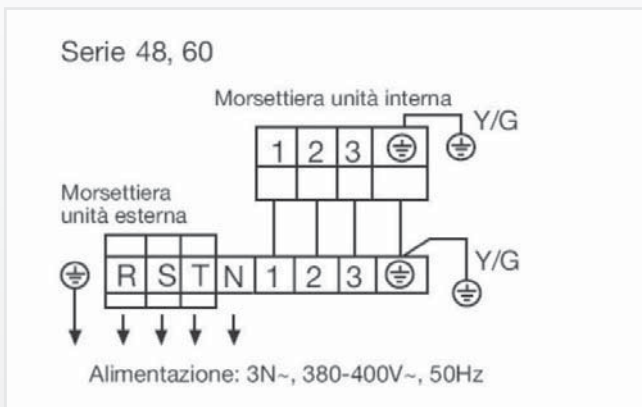 Serie 48, 60
Morsettiera unità interna
Y/G
1 2 3
Morsettiera
unità esterna
R S T N 1 2 3
Y/G
Alimentazione: 3N~, 380-400V~, 50Hz